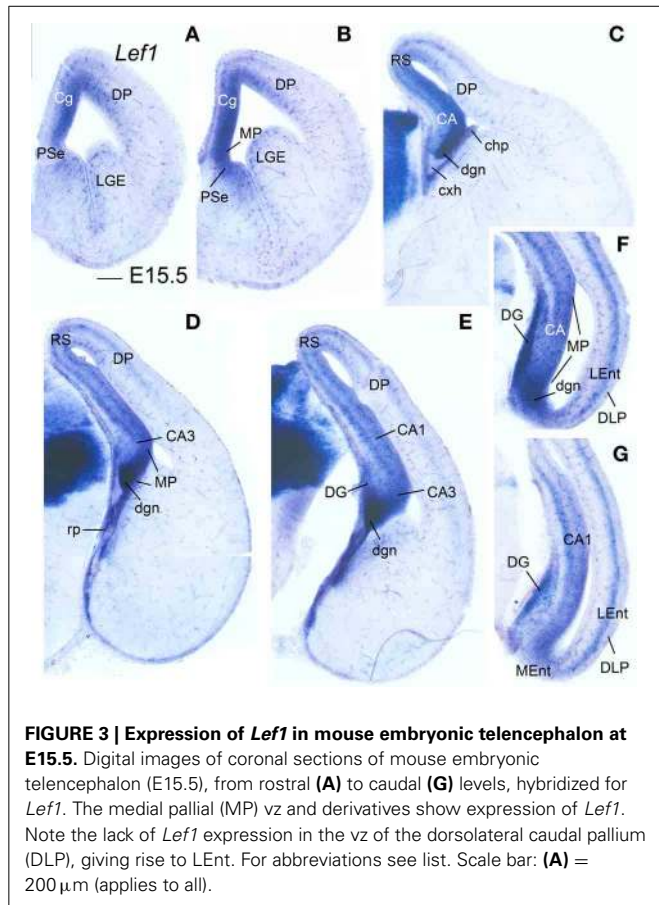 Lef1
A
B
C
Cg
DP
Cg
DP
RS
DP
MP
CA
PSe
LGE
LGE
chp
PSe
dgn
cxh
E15.5
F
D
E
DG
CA
MP
RS
DP
RS
dgn
LEnt
DP
DLP
CA3
CA1
G
MP
DG
CA3
CA1
dgn
DG
rp
dgn
LEnt
MEnt
DLP
FIGURE 3 | Expression of Lef1 in mouse embryonic telencephalon at
E15.5. Digital images of coronal sections of mouse embryonic
telencephalon (E15.5), from rostral (A) to caudal (G) levels, hybridized for
Lef1. The medial pallial (MP) vz and derivatives show expression of Lef1.
Note the lack of Lef1 expression in the vz of the dorsolateral caudal pallium
(DLP), giving rise to LEnt. For abbreviations see list. Scale bar: (A) =
200 μm (applies to all).